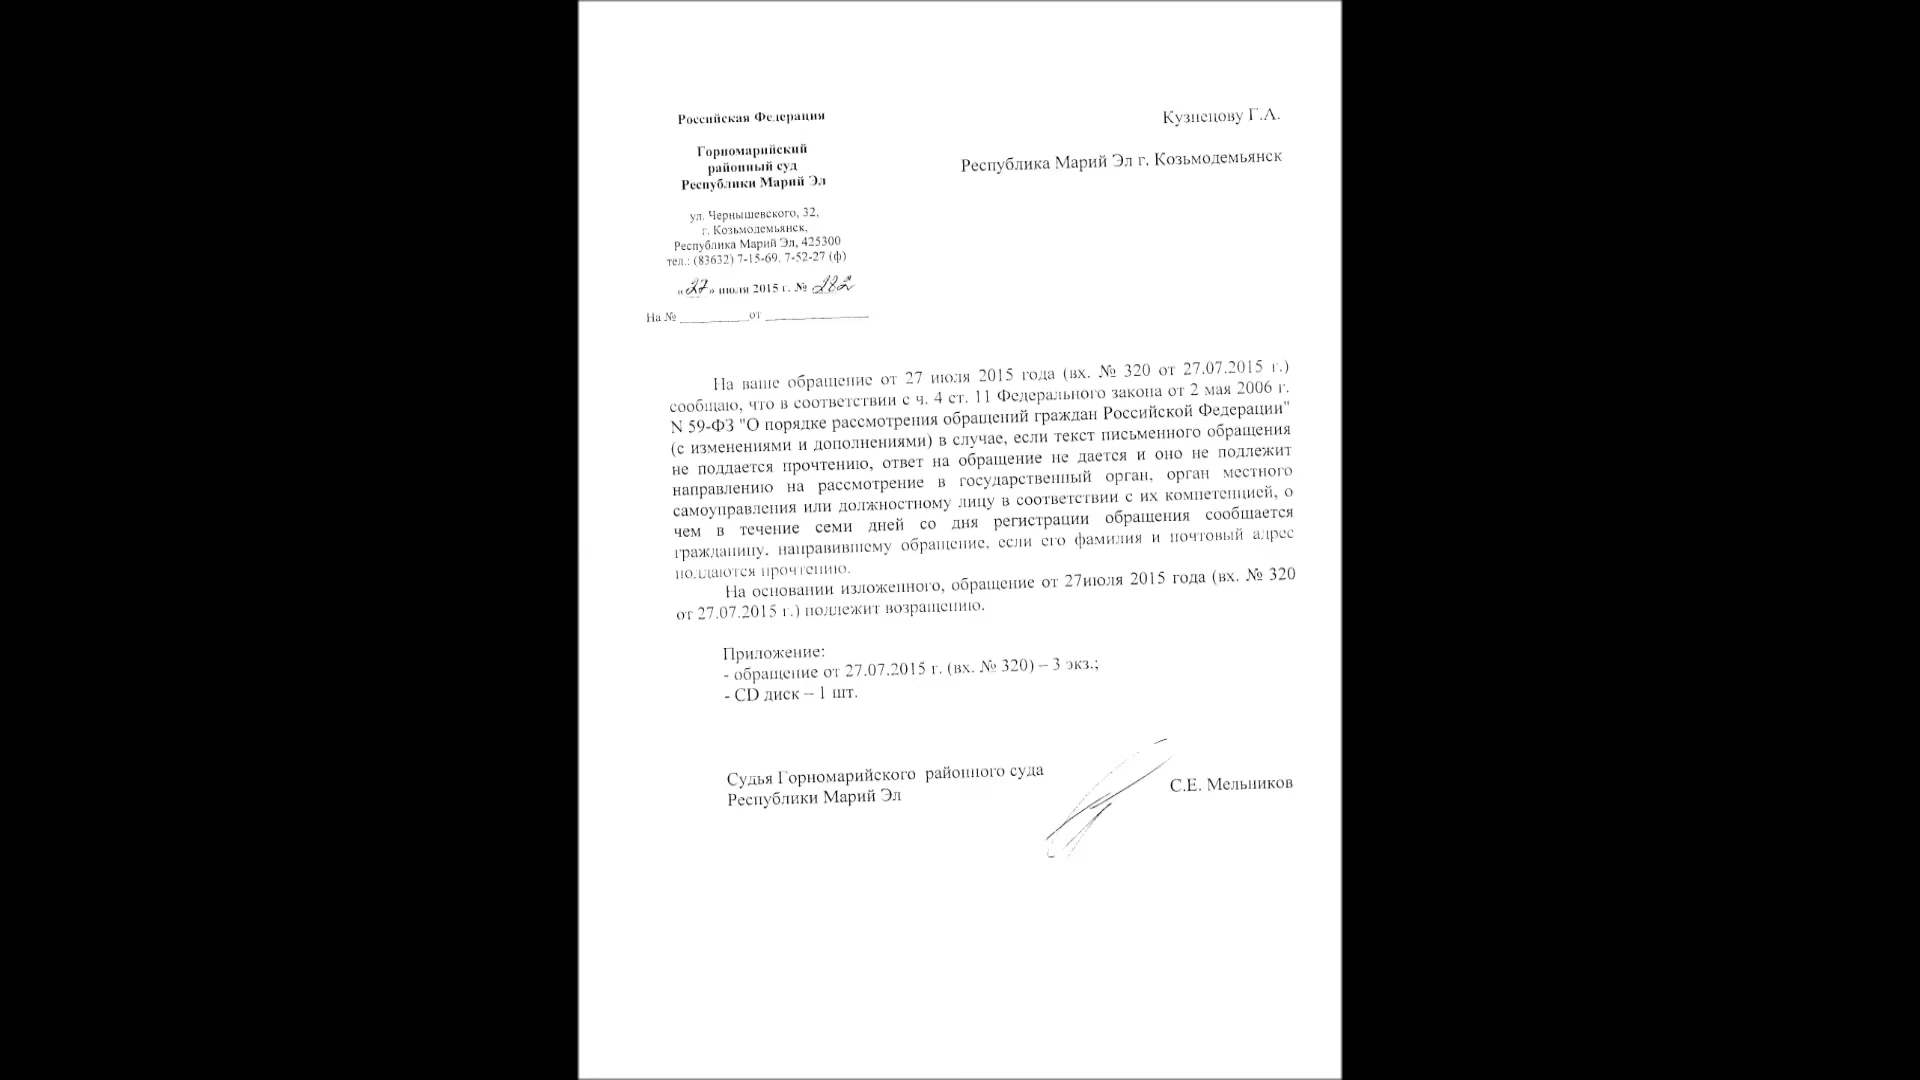 Российская Федерация
Горномарийский
районный суд
Республики Марий Эл
ул. Чернышевского, 32,
г. Козьмодемьянск,
Республика Марий Эл, 425300
тел.: (83632) 7-15-69, 7-52-27 (ф)
«27» июля 2015 г. № 282
На № ___________от ________________
Кузнецову Г.А.
Республика Марий Эл г. Козьмодемьянск
На ваше обращение от 27 июля 2015 года (вх. № 320 от 27.07.2015 г.)
сообщаю, что в соответствии с ч. 4 ст. 11 Федерального закона от 2 мая 2006 г.
N 59-ФЗ "О порядке рассмотрения обращений граждан Российской Федерации"
(с изменениями и дополнениями) в случае, если текст письменного обращения
не поддается прочтению, ответ на обращение не дается и оно не подлежит
направлению на рассмотрение в государственный орган, орган местного
самоуправления или должностному лицу в соответствии с их компетенцией, о
чем в течение семи дней со дня регистрации обращения сообщается
гражданину, направившему обращение, если его фамилия и почтовый адрес
поддаются прочтению.
На основании изложенного, обращение от 27июля 2015 года (вх. № 320
от 27.07.2015 г.) подлежит возращению.
Приложение:
- обращение от 27.07.2015 г. (вх. № 320) – 3 экз.;
- CD диск – 1 шт.
Судья Горномарийского районного суда
Республики Марий Эл
С.Е. Мельников